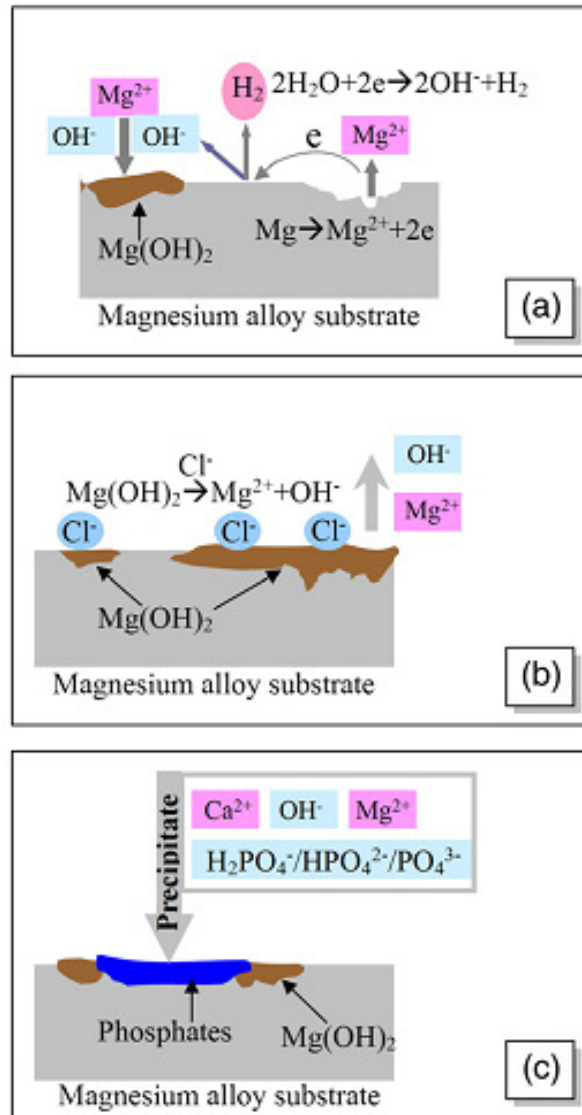 H₂ 2H₂O+2e→2OH⁻+H₂
Mg²⁺
OH⁻ OH⁻
e
Mg²⁺
Mg→Mg²⁺+2e
Mg(OH)₂
Magnesium alloy substrate
(a)
Cl⁻
Mg(OH)₂→Mg²⁺+OH⁻
OH⁻
Mg²⁺
Cl⁻ Cl⁻ Cl⁻
Mg(OH)₂
Magnesium alloy substrate
(b)
Precipitate
Ca²⁺ OH⁻ Mg²⁺
H₂PO₄⁻/HPO₄²⁻/PO₄³⁻
Phosphates
Mg(OH)₂
Magnesium alloy substrate
(c)